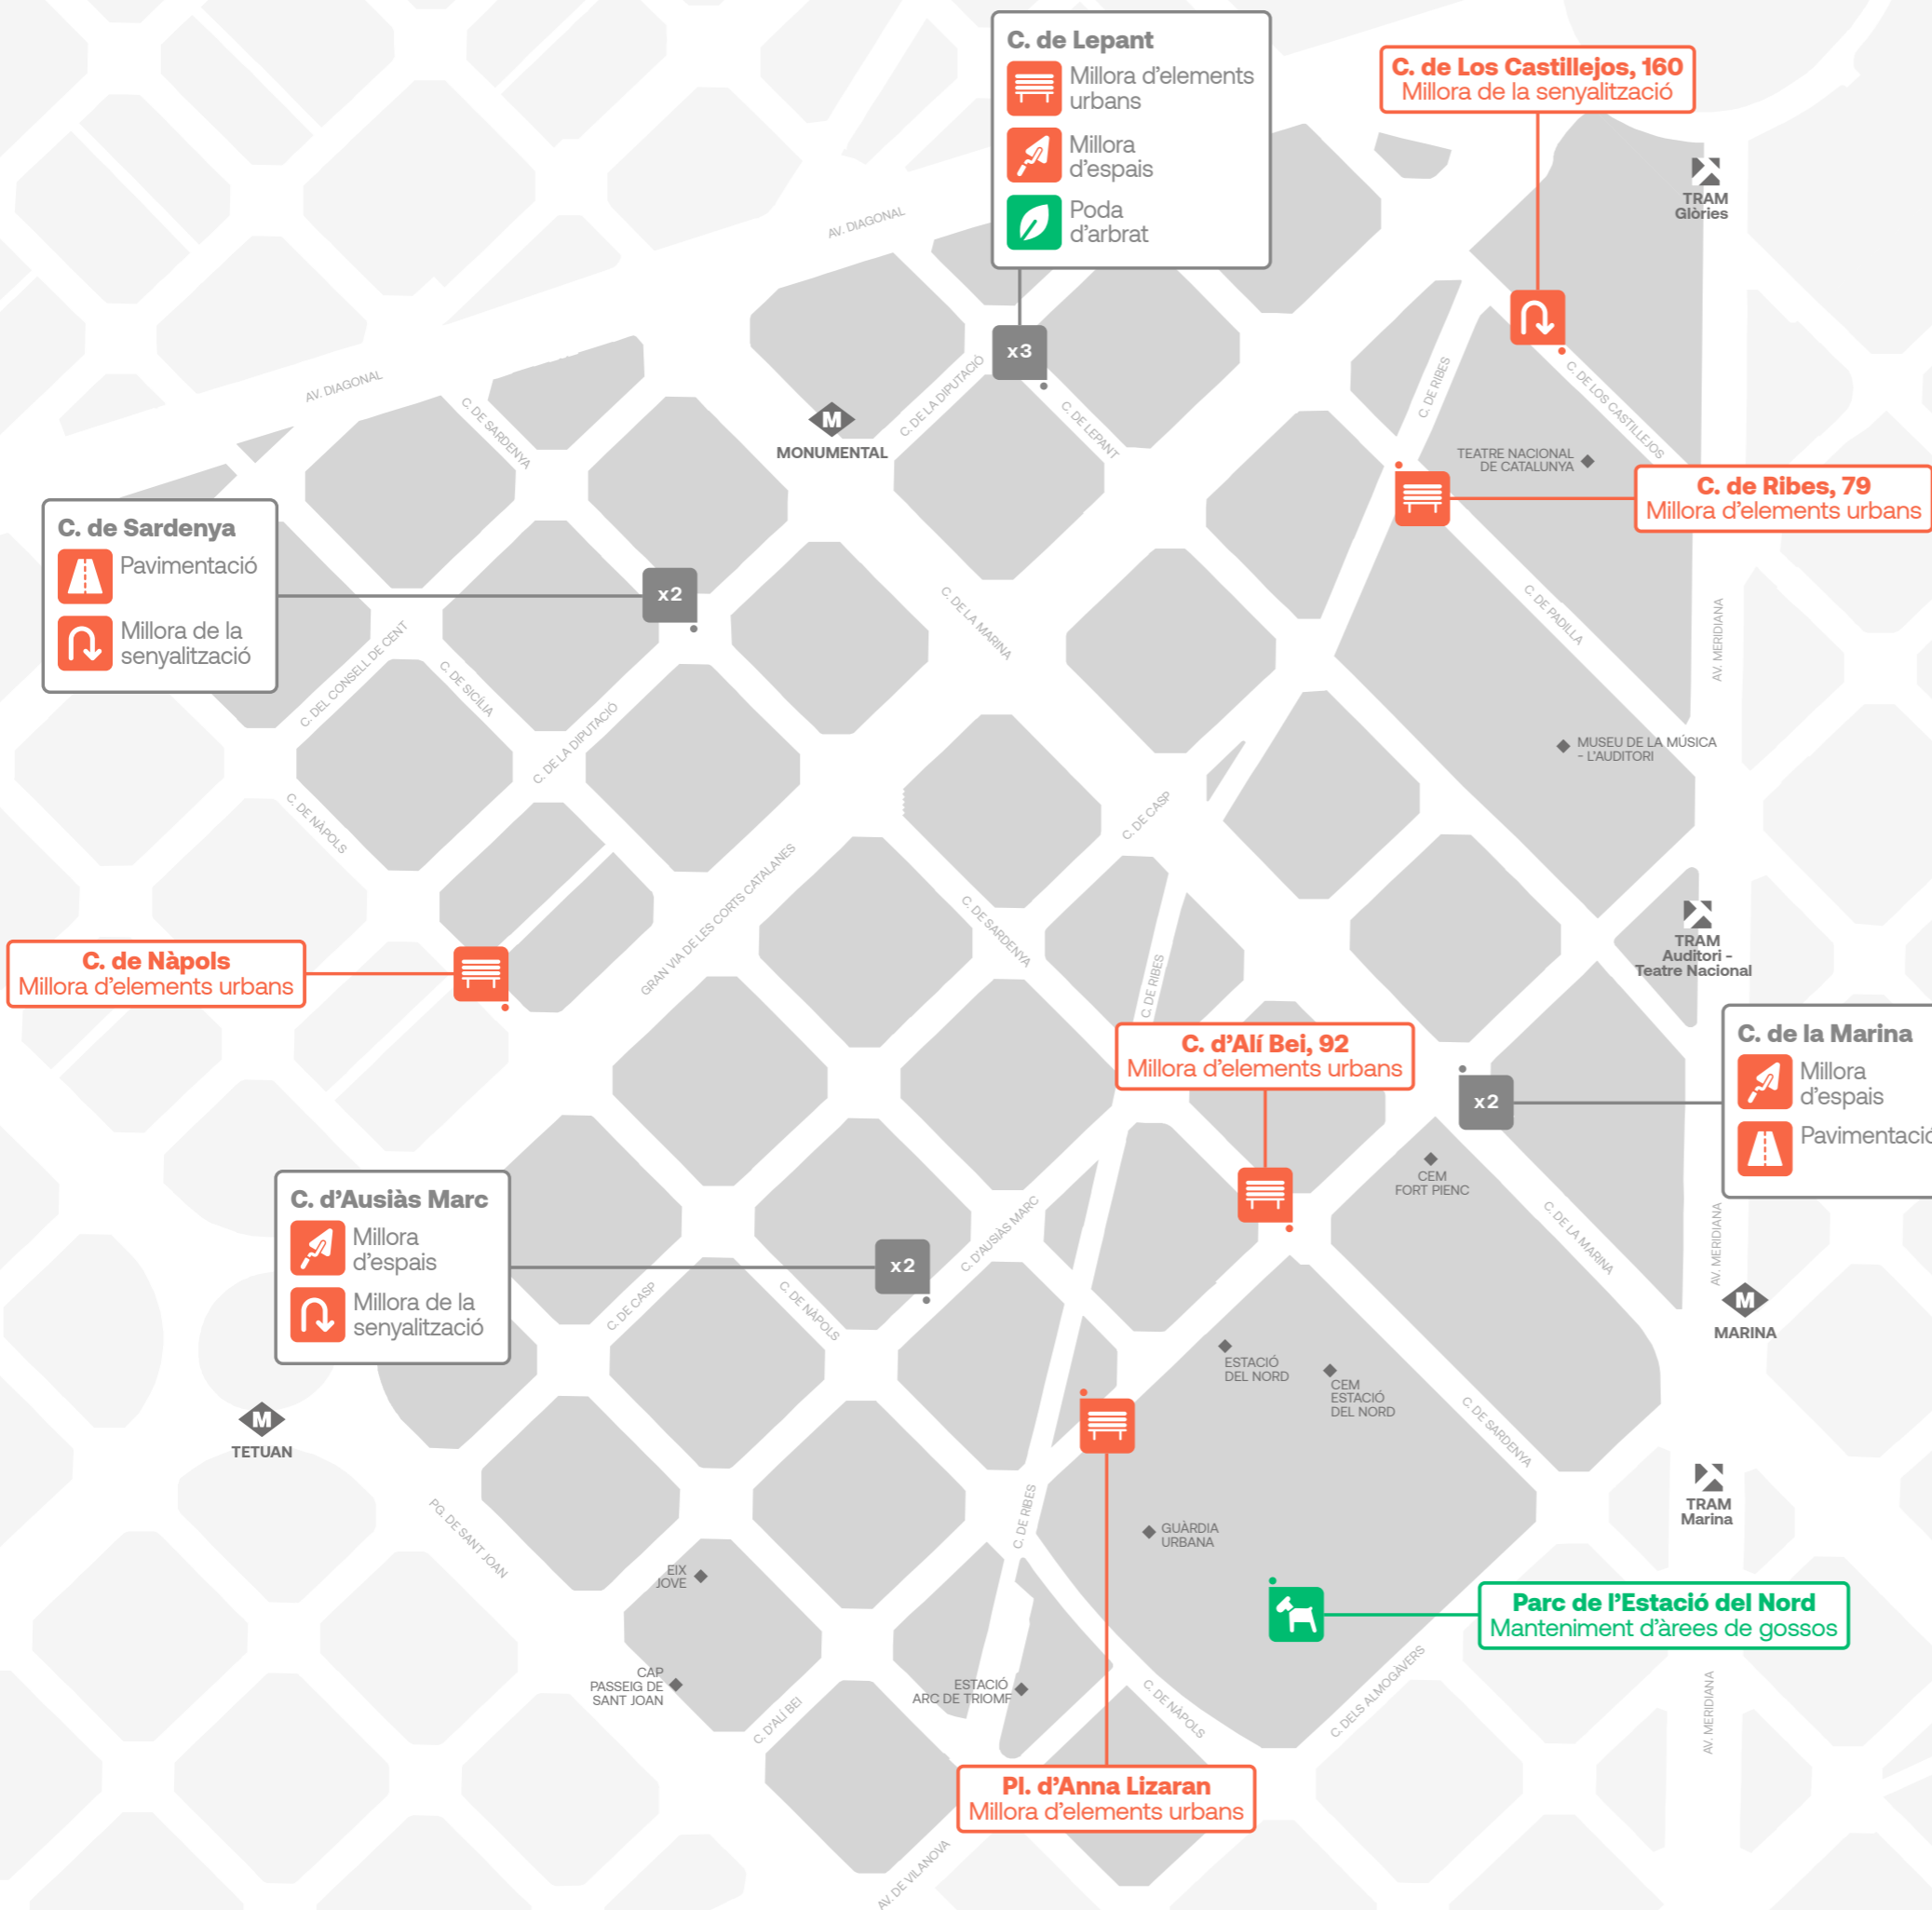 C. de Lepant
Millora d'elements
urbans
Millora
d'espais
Poda
d'arbrat
C. de Los Castillejos, 160
Millora de la senyalització
TRAM
Glòries
AV. DIAGONAL
x3
AV. DIAGONAL
C. DE SARDENYA
M
MONUMENTAL
C. DE LA DIPUTACIÓ
C. DE LEPANT
C. DE RIBES
C. DE LOS CASTILLEJOS
TEATRE NACIONAL
DE CATALUNYA
C. de Ribes, 79
Millora d'elements urbans
C. de Sardenya
Pavimentació
Millora de la
senyalització
x2
C. DEL CONSELL DE CENT
C. DE SICÍLIA
C. DE LA DIPUTACIÓ
C. DE LA MARINA
C. DE PADILLA
AV. MERIDIANA
MUSEU DE LA MÚSICA
- L'AUDITORI
C. DE NÀPOLS
GRAN VIA DE LES CORTS CATALANES
C. DE CASP
C. DE SARDENYA
C. DE RIBES
TRAM
Auditori -
Teatre Nacional
C. de Nàpols
Millora d'elements urbans
C. d'Alí Bei, 92
Millora d'elements urbans
C. de la Marina
Millora
d'espais
Pavimentació
x2
CEM
FORT PIENC
C. DE LA MARINA
AV. MERIDIANA
C. d'Ausiàs Marc
Millora
d'espais
Millora de la
senyalització
x2
C. D'AUSIÀS MARC
C. DE CASP
C. DE NÀPOLS
M
MARINA
ESTACIÓ
DEL NORD
CEM
ESTACIÓ
DEL NORD
C. DE SARDENYA
M
TETUAN
PG. DE SANT JOAN
C. DE RIBES
TRAM
Marina
GUÀRDIA
URBANA
EIX
JOVE
Parc de l'Estació del Nord
Manteniment d'àrees de gossos
CAP
PASSEIG DE
SANT JOAN
ESTACIÓ
ARC DE TRIOMF
C. D'ALÍ BEI
C. DE NÀPOLS
C. DELS ALMOGÀVERS
AV. MERIDIANA
Pl. d'Anna Lizaran
Millora d'elements urbans
AV. DE VILANOVA